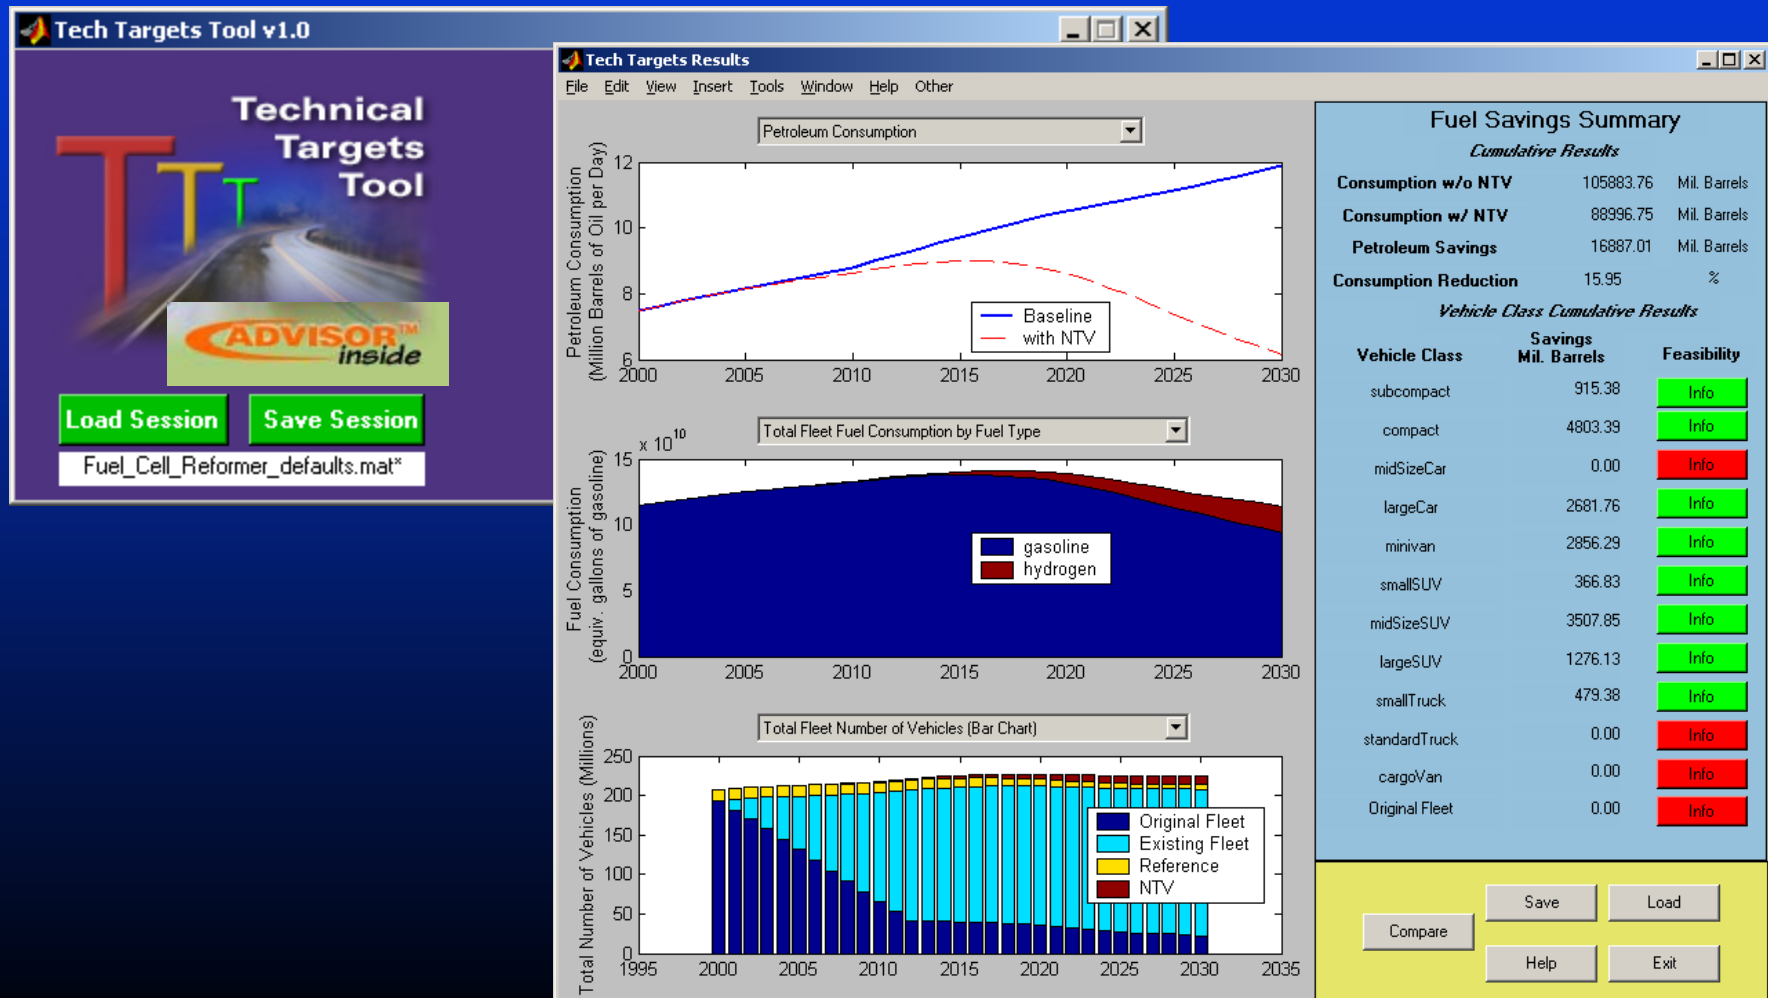 Tech Targets Tool v1.0
Technical
Targets
Tool
T T T
ADVISOR™
inside
Load Session Save Session
Fuel_Cell_Reformer_defaults.mat*
Tech Targets Results
File Edit View Insert Tools Window Help Other
Petroleum Consumption
Petroleum Consumption
(Million Barrels of Oil per Day)
12
10
8
6
Baseline
with NTV
2000 2005 2010 2015 2020 2025 2030
Total Fleet Fuel Consumption by Fuel Type
x 10^10
Fuel Consumption
(equiv. gallons of gasoline)
15
10
5
0
gasoline
hydrogen
2000 2005 2010 2015 2020 2025 2030
Total Fleet Number of Vehicles (Bar Chart)
Total Number of Vehicles (Millions)
250
200
150
100
50
0
Original Fleet
Existing Fleet
Reference
NTV
1995 2000 2005 2010 2015 2020 2025 2030 2035
Fuel Savings Summary
Cumulative Results
Consumption w/o NTV 105883.76 Mil. Barrels
Consumption w/ NTV 88996.75 Mil. Barrels
Petroleum Savings 16887.01 Mil. Barrels
Consumption Reduction 15.95 %
Vehicle Class Cumulative Results
Savings
Vehicle Class Mil. Barrels Feasibility
subcompact 915.38 Info
compact 4803.39 Info
midSizeCar 0.00 Info
largeCar 2681.76 Info
minivan 2856.29 Info
smallSUV 366.83 Info
midSizeSUV 3507.85 Info
largeSUV 1276.13 Info
smallTruck 479.38 Info
standardTruck 0.00 Info
cargoVan 0.00 Info
Original Fleet 0.00 Info
Save Load
Compare
Help Exit